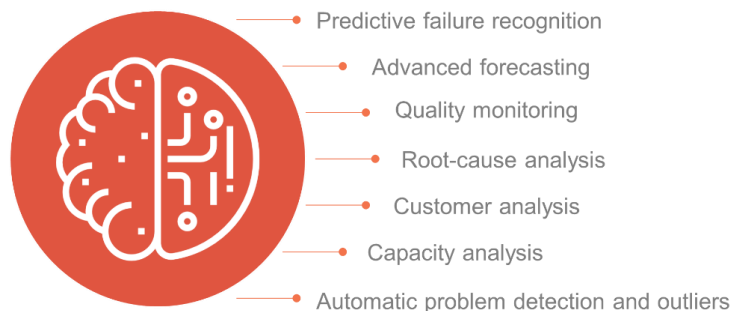 Predictive failure recognition
Advanced forecasting
Quality monitoring
Root-cause analysis
Customer analysis
Capacity analysis
Automatic problem detection and outliers